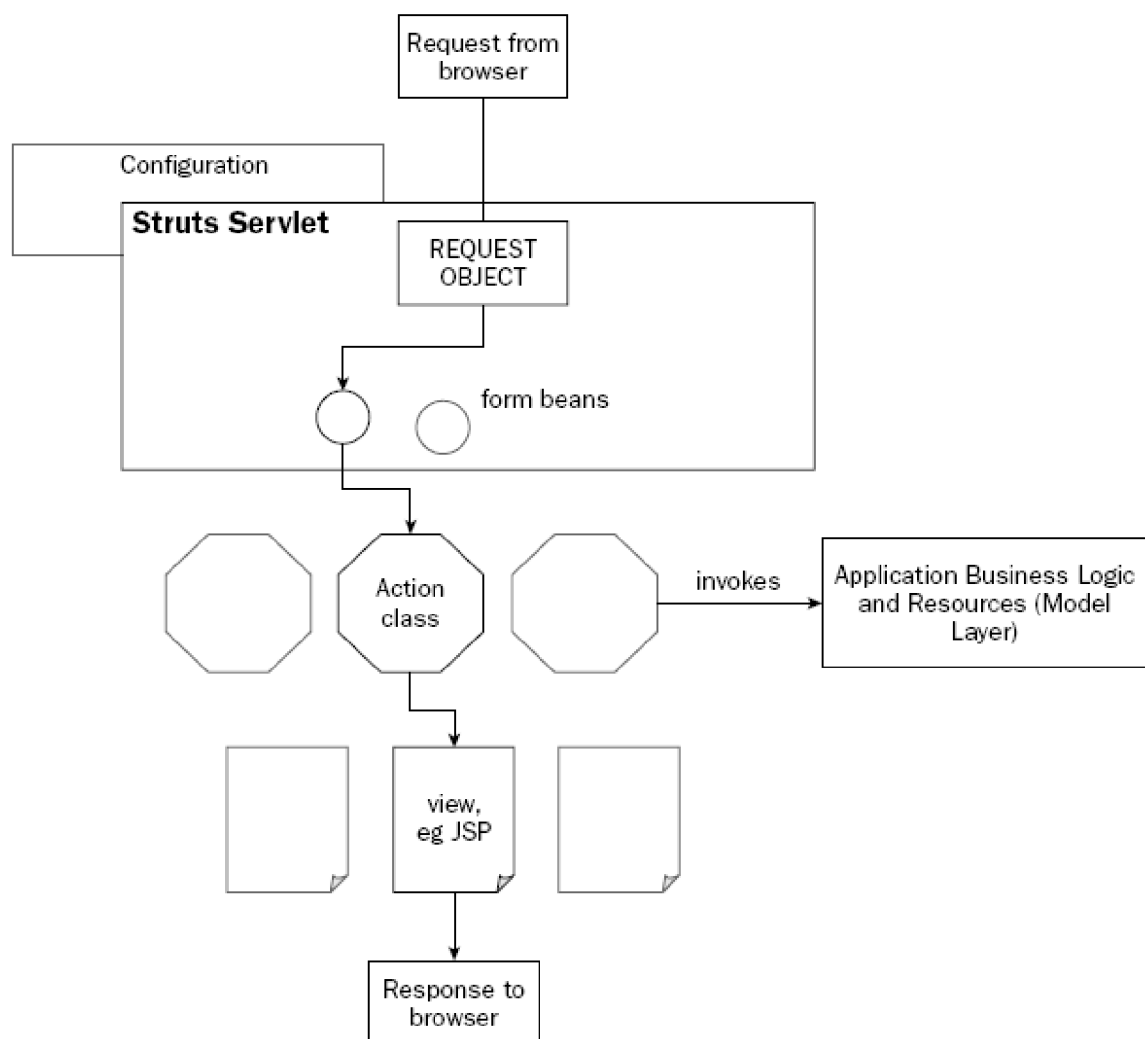 Request from
browser
Configuration
Struts Servlet
REQUEST
OBJECT
form beans
Action
class
invokes
Application Business Logic
and Resources (Model
Layer)
view,
eg JSP
Response to
browser